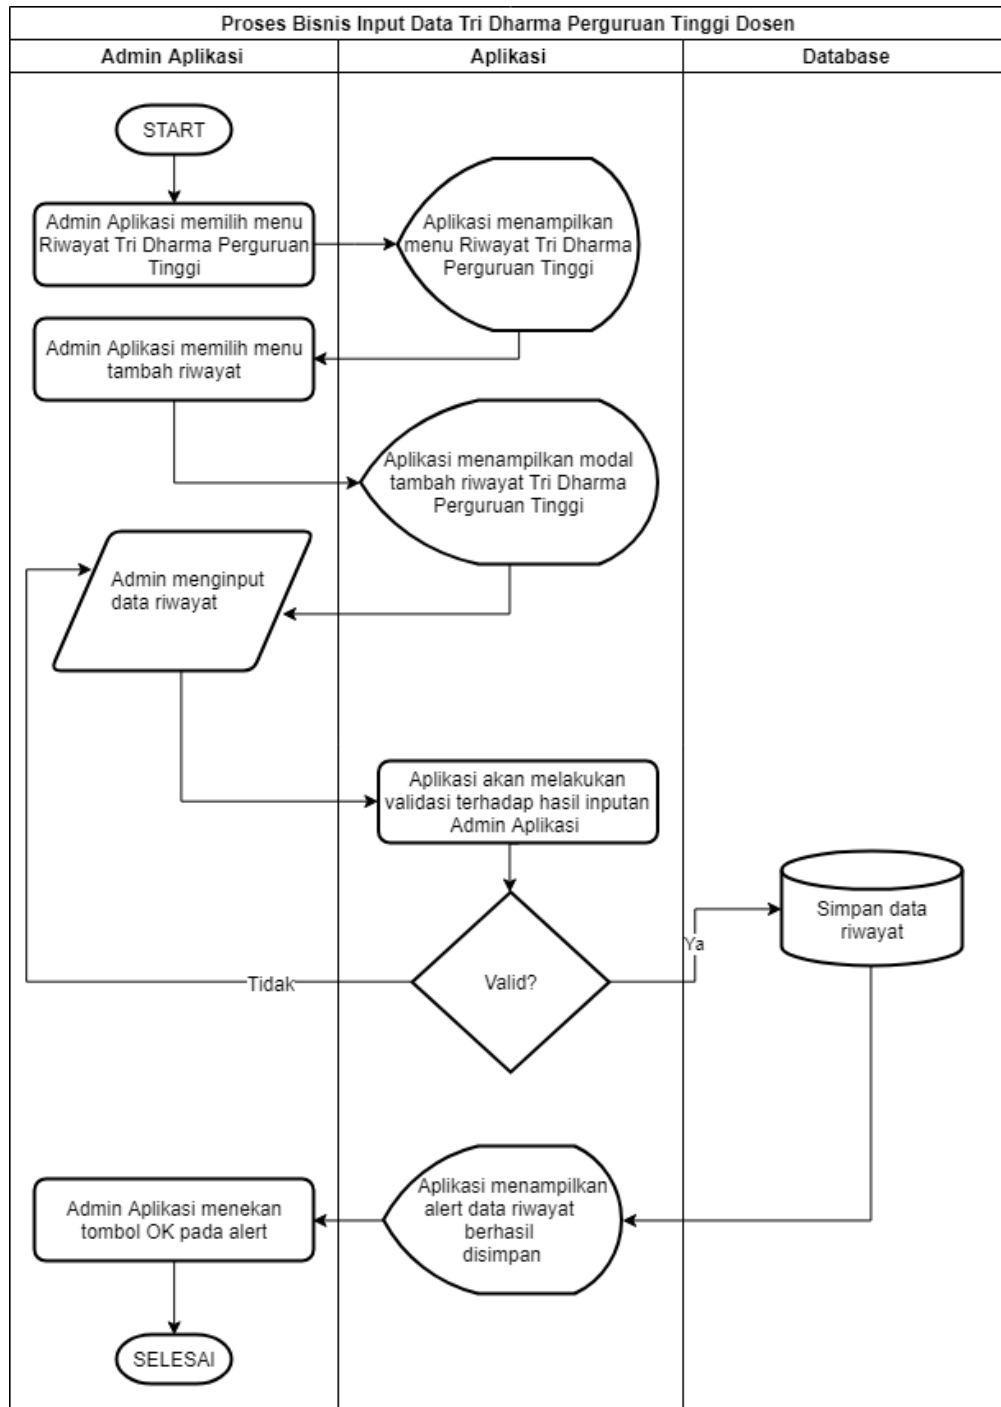 Proses Bisnis Input Data Tri Dharma Perguruan Tinggi Dosen
Admin Aplikasi
Aplikasi
Database
START
Admin Aplikasi memilih menu
Riwayat Tri Dharma Perguruan
Tinggi
Aplikasi menampilkan
menu Riwayat Tri Dharma
Perguruan Tinggi
Admin Aplikasi memilih menu
tambah riwayat
Aplikasi menampilkan modal
tambah riwayat Tri Dharma
Perguruan Tinggi
Admin menginput
data riwayat
Aplikasi akan melakukan
validasi terhadap hasil inputan
Admin Aplikasi
Valid?
Tidak
Ya
Simpan data
riwayat
Aplikasi menampilkan
alert data riwayat
berhasil
disimpan
Admin Aplikasi menekan
tombol OK pada alert
SELESAI